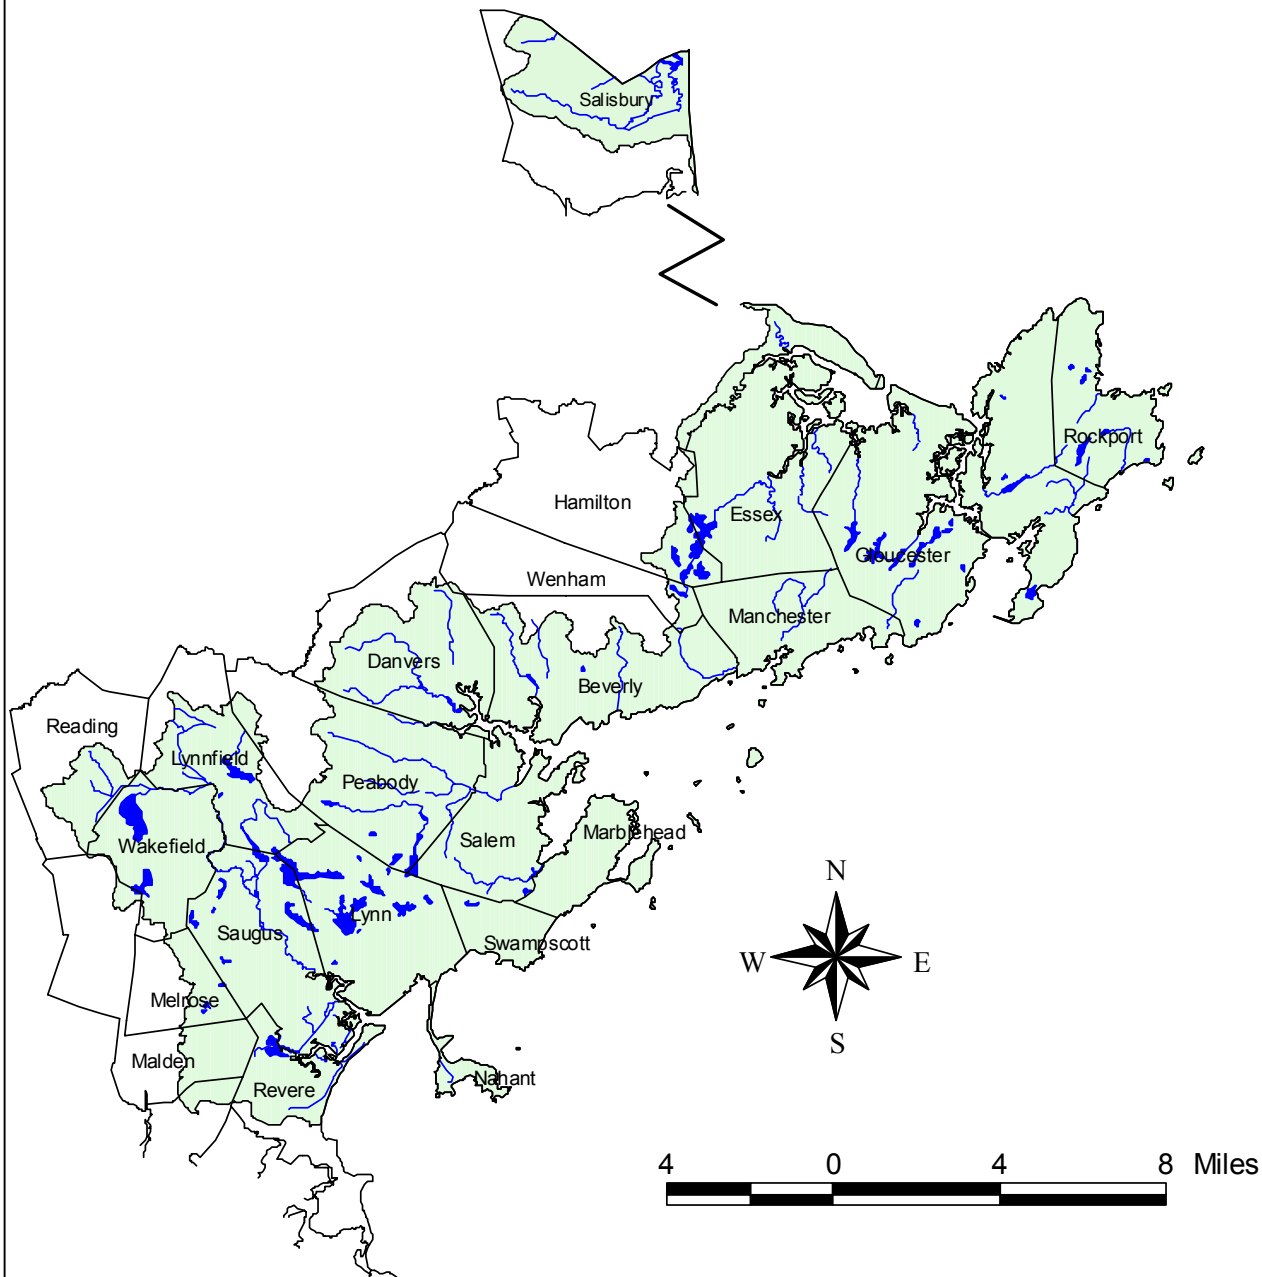 Salisbury
Rockport
Hamilton
Essex
Gloucester
Wenham
Manchester
Danvers
Beverly
Reading
Lynnfield
Peabody
Marblehead
Salem
Wakefield
Lynn
Saugus
Swampscott
Melrose
Malden
Nahant
Revere
N
W E
S
4 0 4 8 Miles